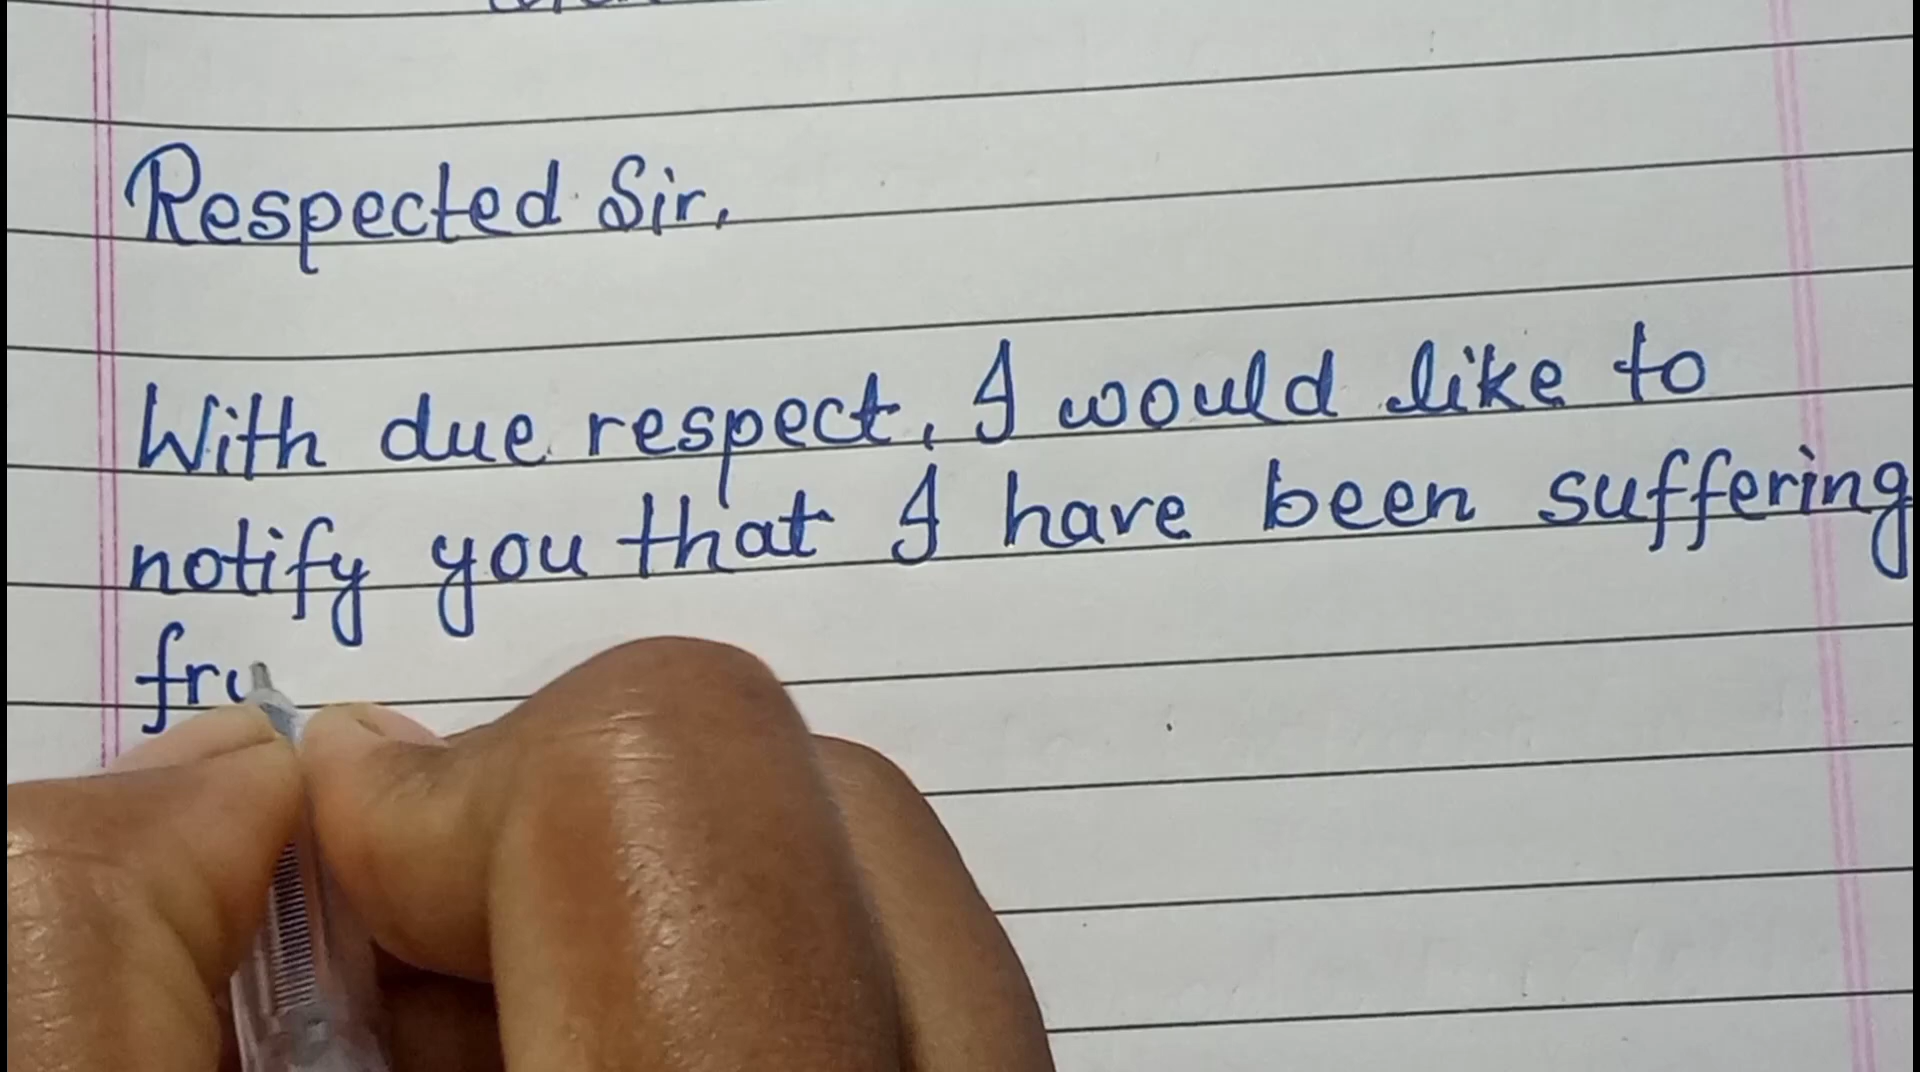 Respected Sir,
With due respect, I would like to
notify you that I have been suffering